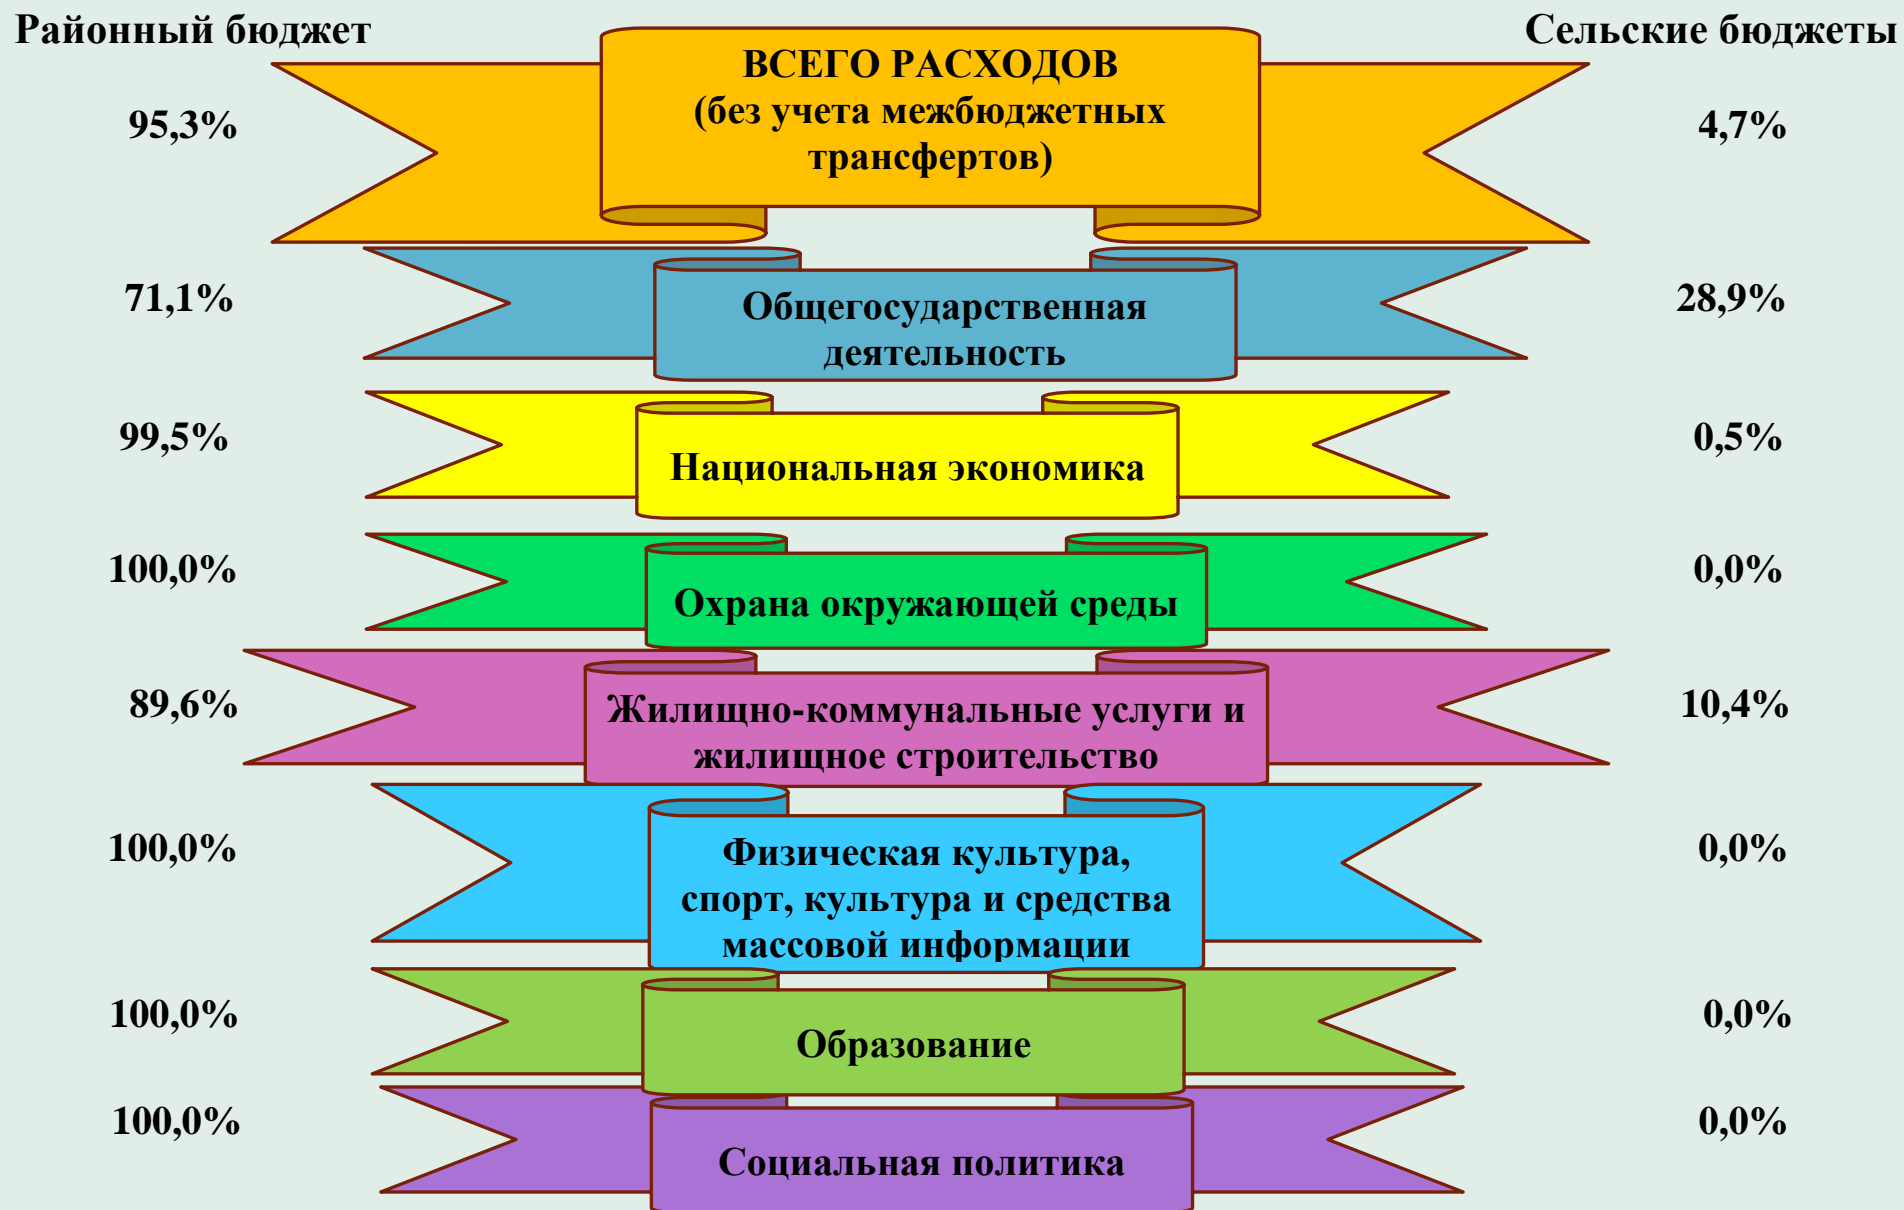 Районный бюджет
Сельские бюджеты
ВСЕГО РАСХОДОВ
(без учета межбюджетных
трансфертов)
95,3%
4,7%
71,1%
Общегосударственная
деятельность
28,9%
99,5%
Национальная экономика
0,5%
100,0%
Охрана окружающей среды
0,0%
89,6%
Жилищно-коммунальные услуги и
жилищное строительство
10,4%
100,0%
Физическая культура,
спорт, культура и средства
массовой информации
0,0%
100,0%
Образование
0,0%
100,0%
Социальная политика
0,0%